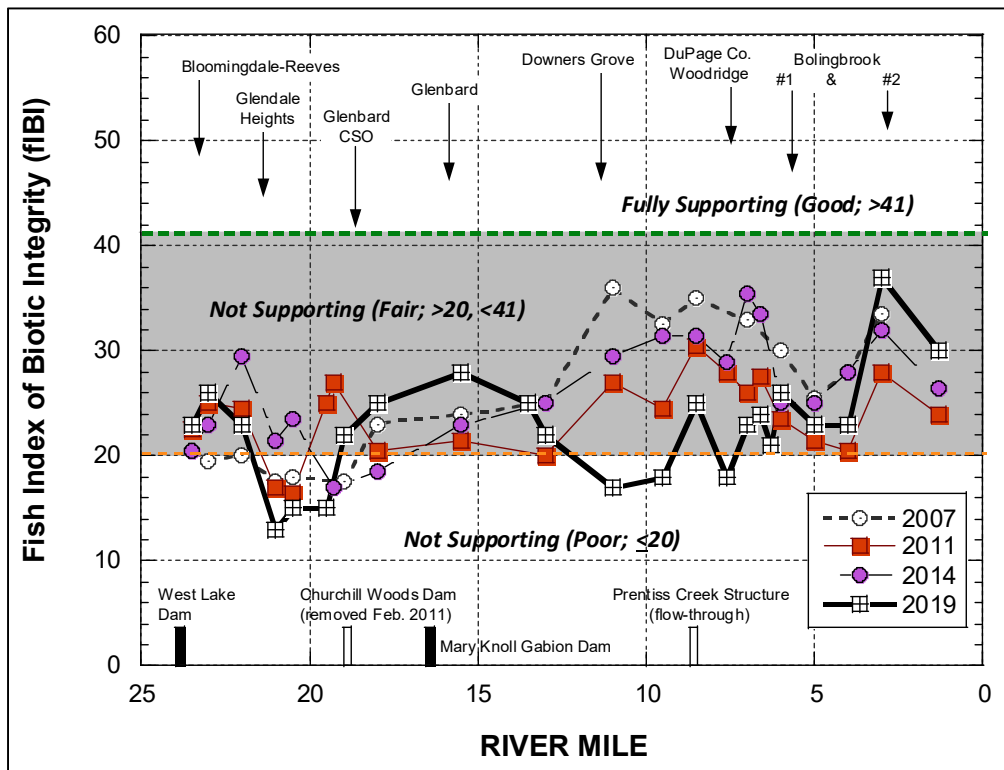 Fish Index of Biotic Integrity (fIBI)
60
50
40
30
20
10
0
Bloomingdale-Reeves
Glendale
Heights
Glenbard
CSO
Glenbard
Downers Grove
DuPage Co.
Woodridge
Bolingbrook
#1 & #2
Fully Supporting (Good; >41)
Not Supporting (Fair; >20, <41)
Not Supporting (Poor; ≤20)
2007
2011
2014
2019
West Lake
Dam
Churchill Woods Dam
(removed Feb. 2011)
Mary Knoll Gabion Dam
Prentiss Creek Structure
(flow-through)
25 20 15 10 5 0
RIVER MILE